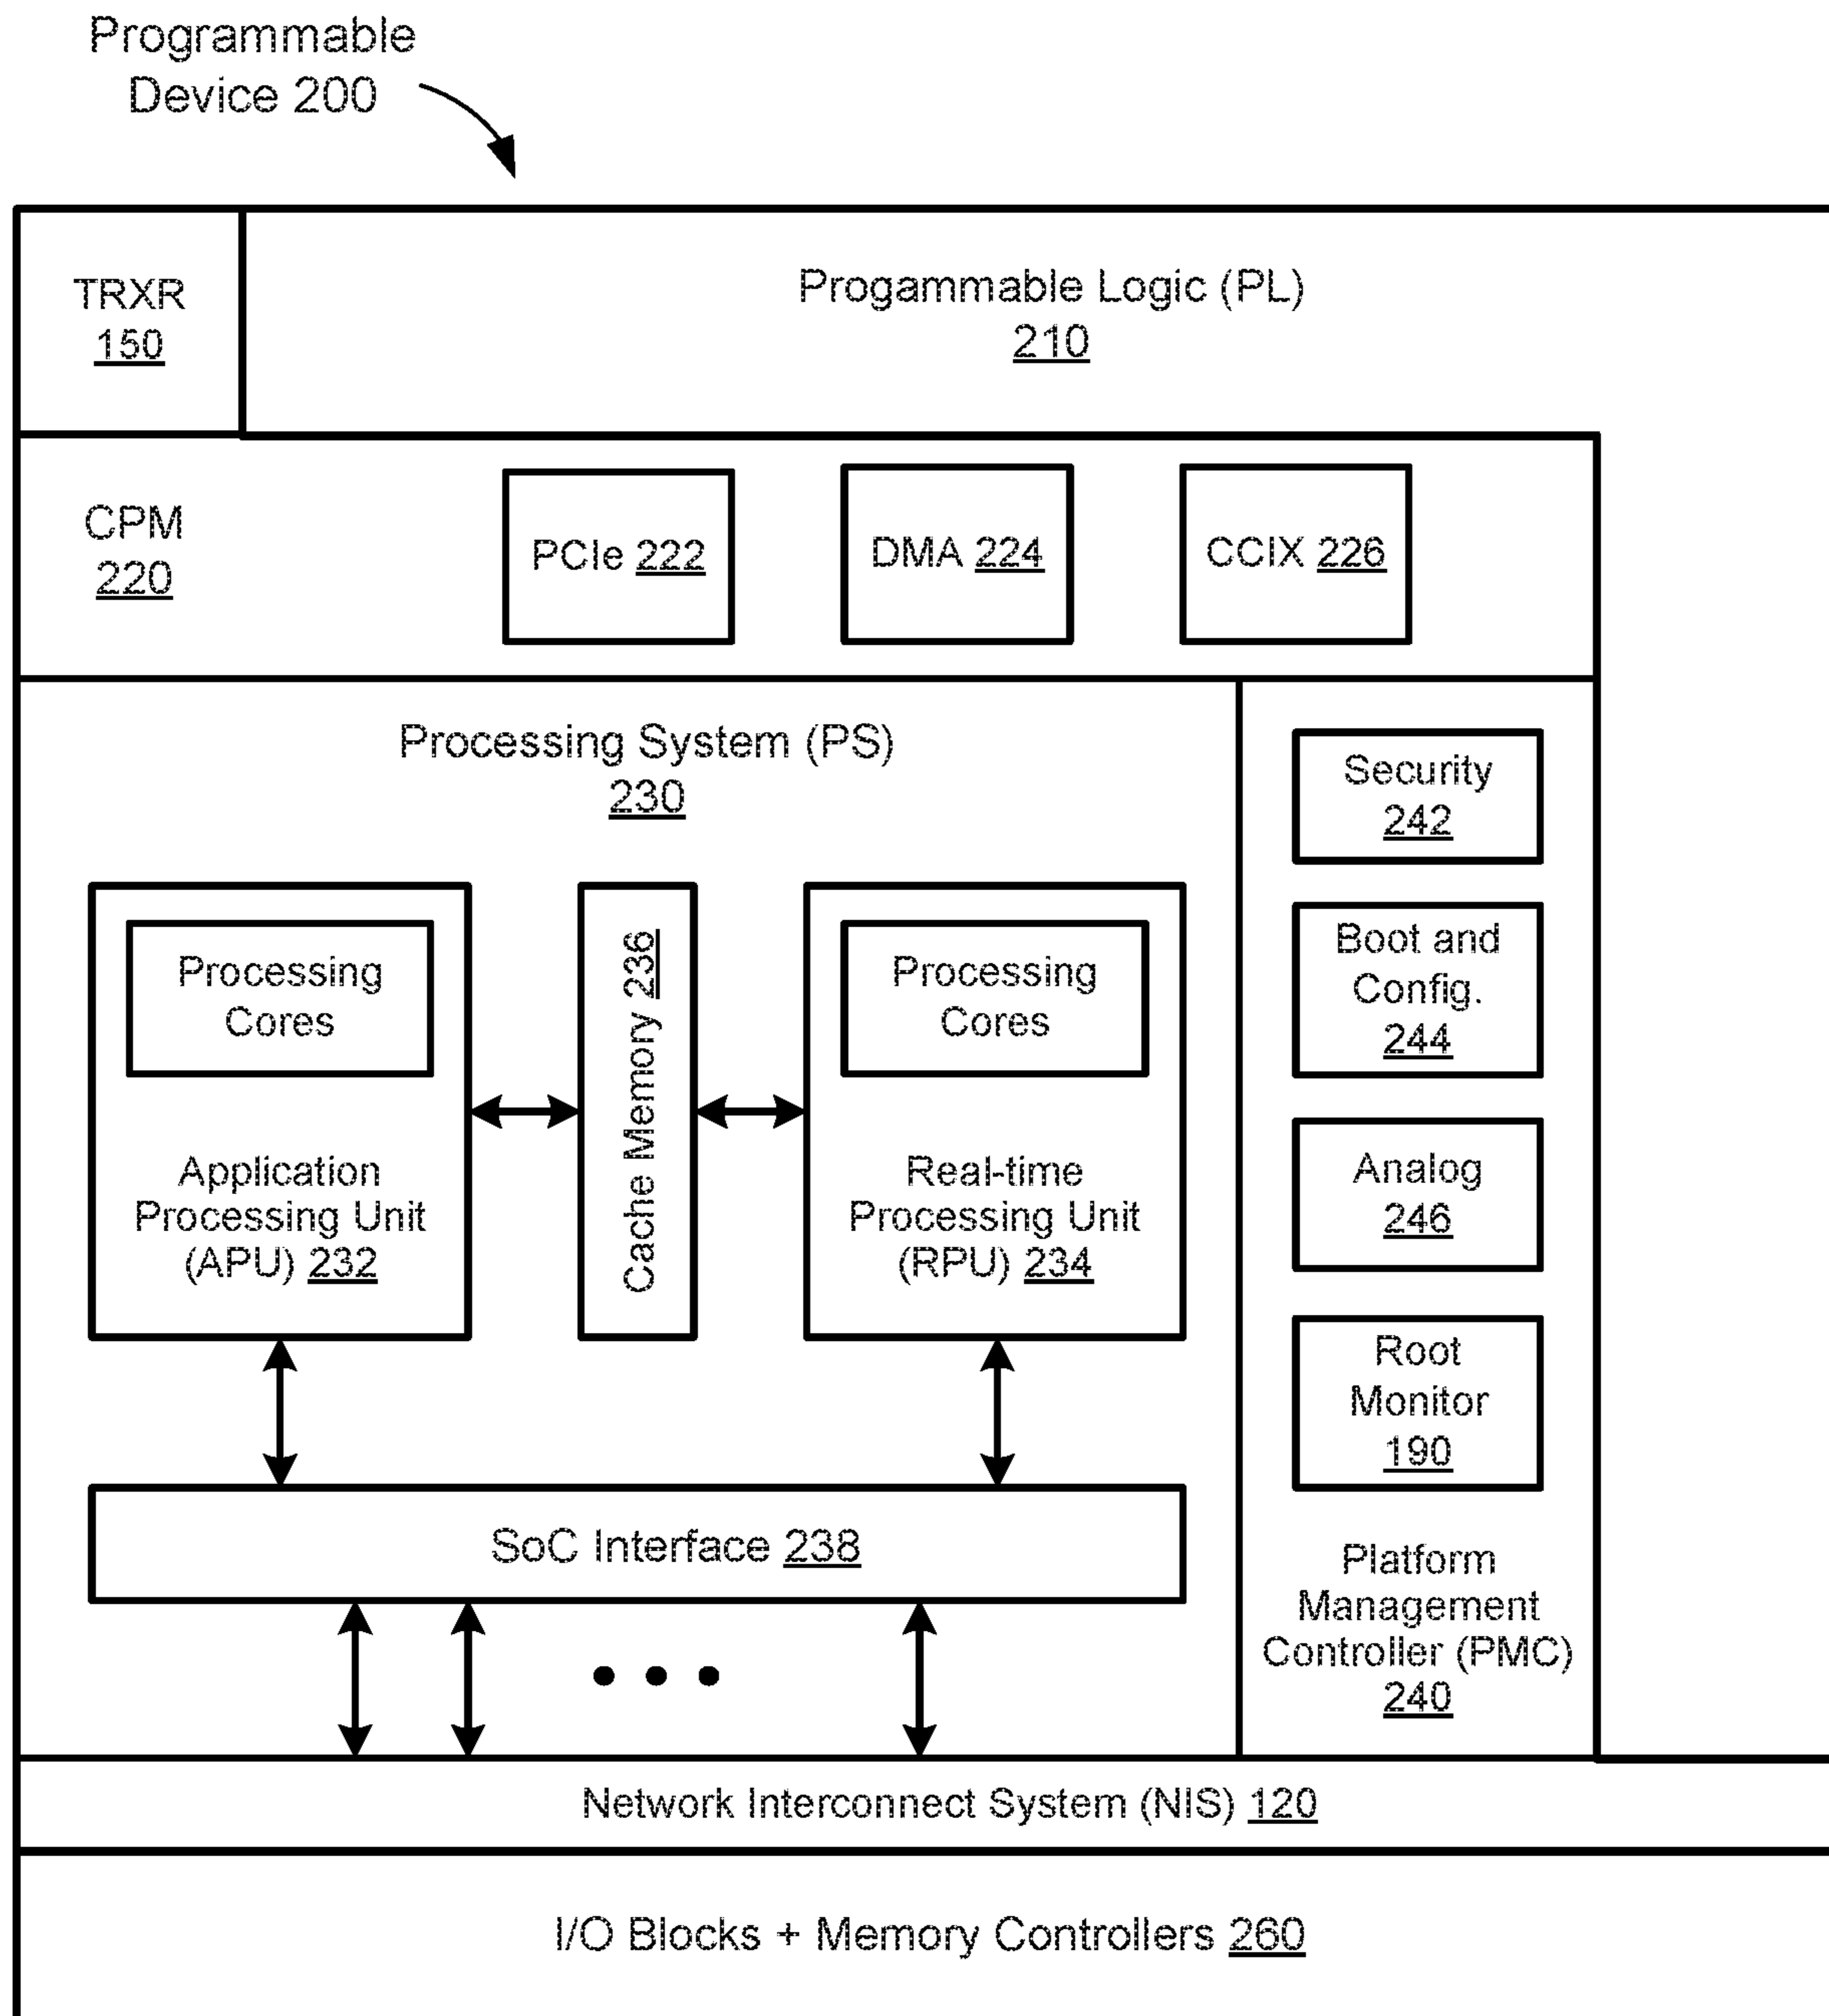 Programmable
Device 200
TRXR
150
Progammable Logic (PL)
210
CPM
220
PCIe 222
DMA 224
CCIX 226
Processing System (PS)
230
Processing
Cores
Application
Processing Unit
(APU) 232
Cache Memory 236
Processing
Cores
Real-time
Processing Unit
(RPU) 234
SoC Interface 238
Security
242
Boot and
Config.
244
Analog
246
Root
Monitor
190
Platform
Management
Controller (PMC)
240
Network Interconnect System (NIS) 120
I/O Blocks + Memory Controllers 260